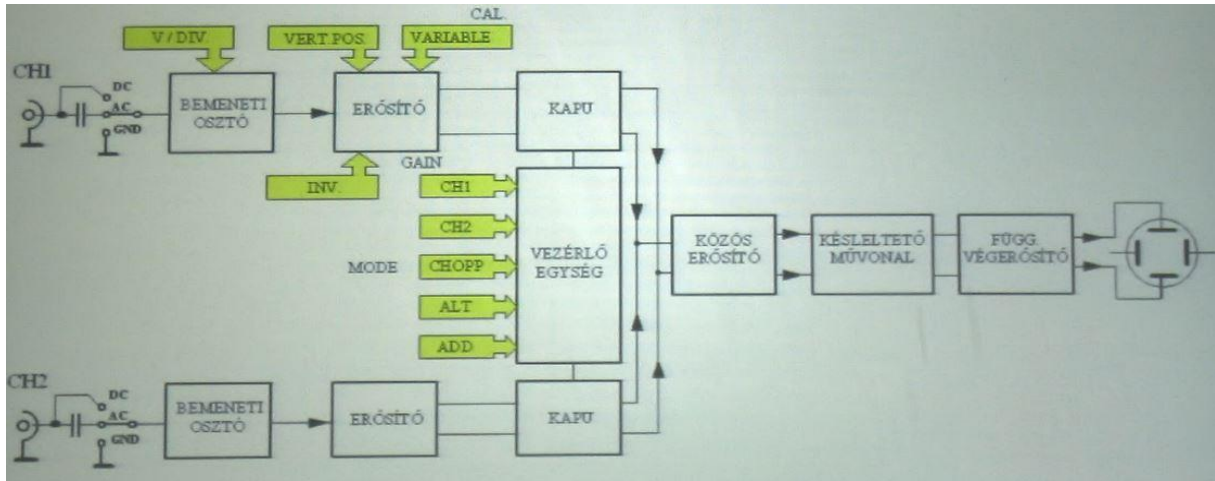 CAL.
V / DIV.
VERT.POS.
VARIABLE
CH1
DC
AC
GND
BEMENETI
OSZTÓ
ERŐSÍTŐ
KAPU
INV.
GAIN
MODE
CH1
CH2
CHOPP
ALT
ADD
VEZÉRLŐ
EGYSÉG
KÖZÖS
ERŐSÍTŐ
KÉSLELTETŐ
MŰVONAL
FÜGG.
VÉGERŐSÍTŐ
CH2
DC
AC
GND
BEMENETI
OSZTÓ
ERŐSÍTŐ
KAPU